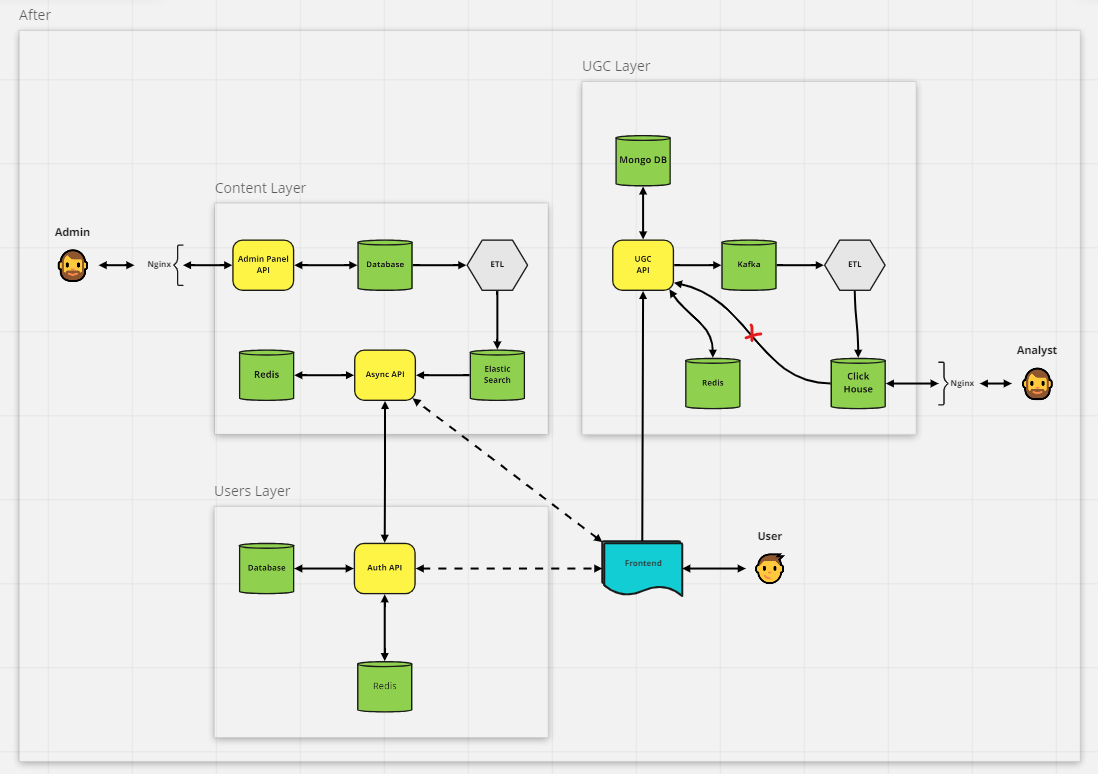 After
UGC Layer
Mongo DB
Content Layer
Admin
Nginx
Admin Panel
API
Database
ETL
UGC
API
Kafka
ETL
Redis
Async API
Elastic
Search
Redis
Click
House
Nginx
Analyst
Users Layer
Database
Auth API
Frontend
User
Redis